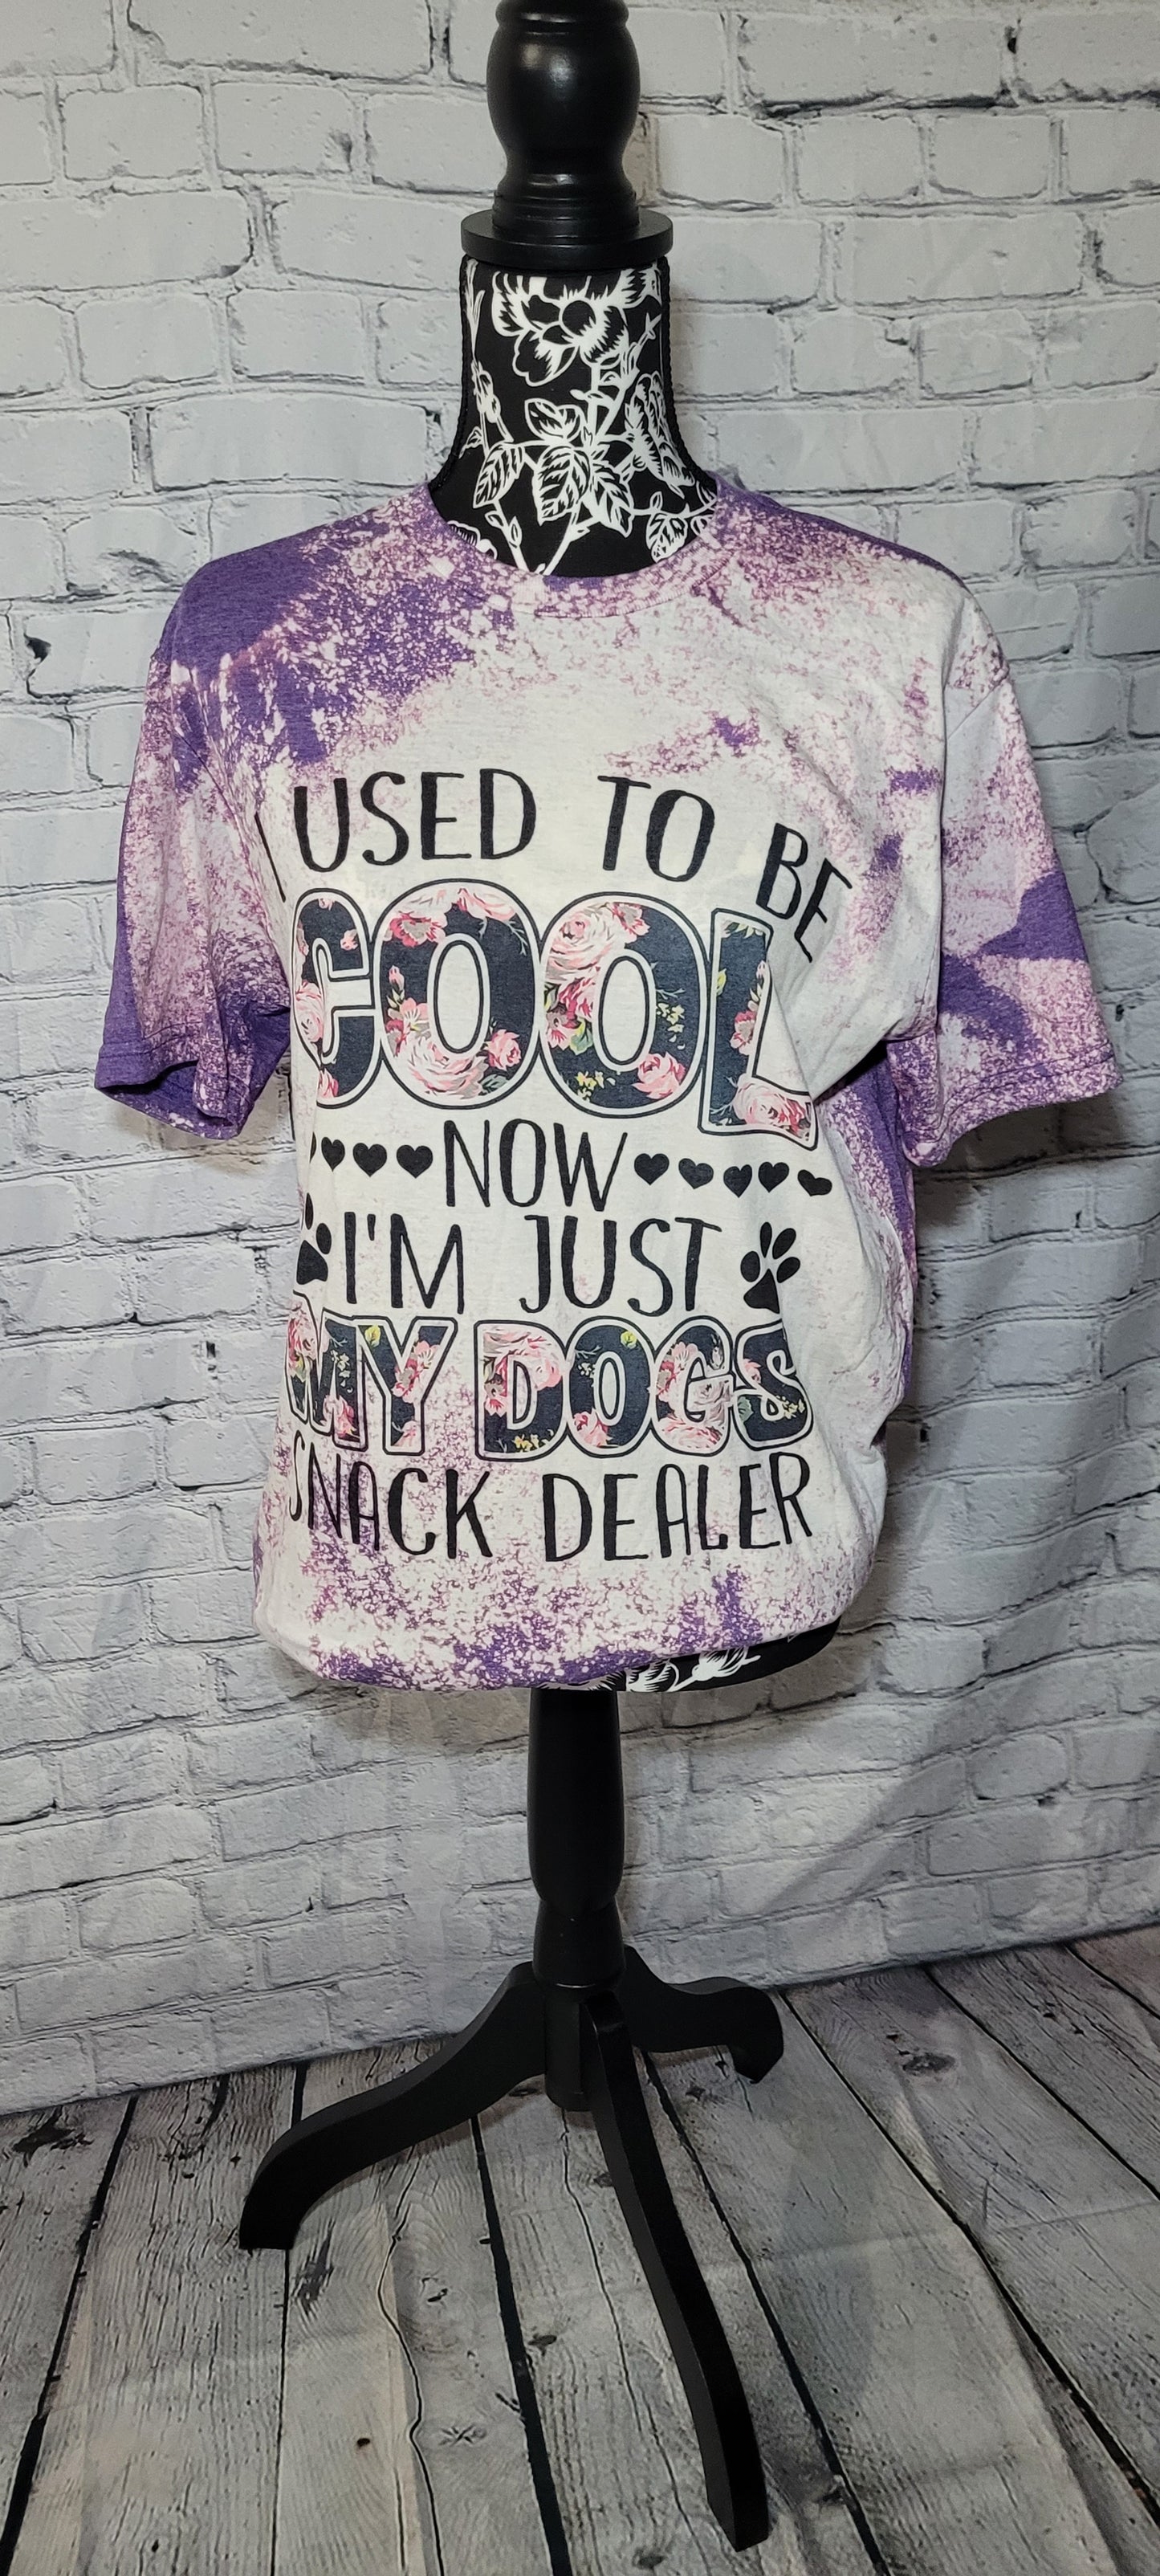 I USED TO BE
COOL
NOW
I'M JUST
MY DOGS
SNACK DEALER